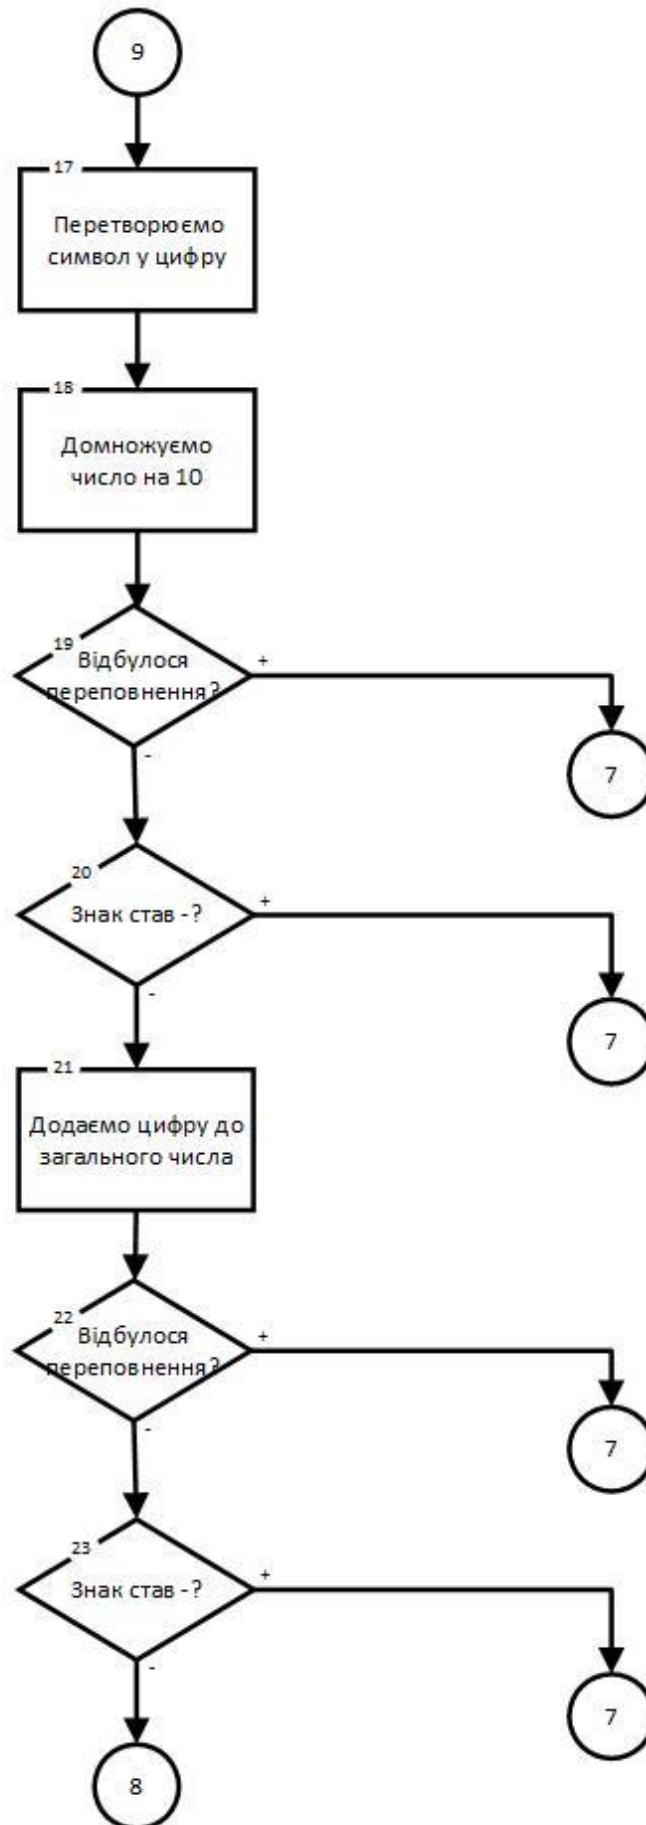 9
17
Перетворюємо
символ у цифру
18
Домножуємо
число на 10
19
Відбулося
переповнення?
+
-
7
20
Знак став -?
+
-
7
21
Додаємо цифру до
загального числа
22
Відбулося
переповнення?
+
-
7
23
Знак став -?
+
-
7
8